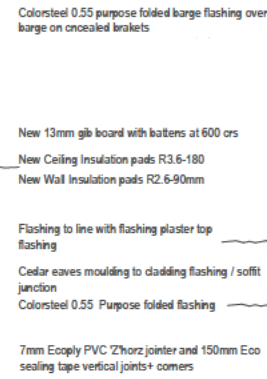 Colorsteel 0.55 purpose folded barge flashing over
barge on cncealed brakets
New 13mm gib board with battens at 600 crs
New Ceiling Insulation pads R3.6-180
New Wall Insulation pads R2.6-90mm
Flashing to line with flashing plaster top
flashing
Cedar eaves moulding to cladding flashing / soffit
junction
Colorsteel 0.55 Purpose folded flashing
7mm Ecoply PVC 'Z'horz jointer and 150mm Eco
sealing tape vertical joints+ corners